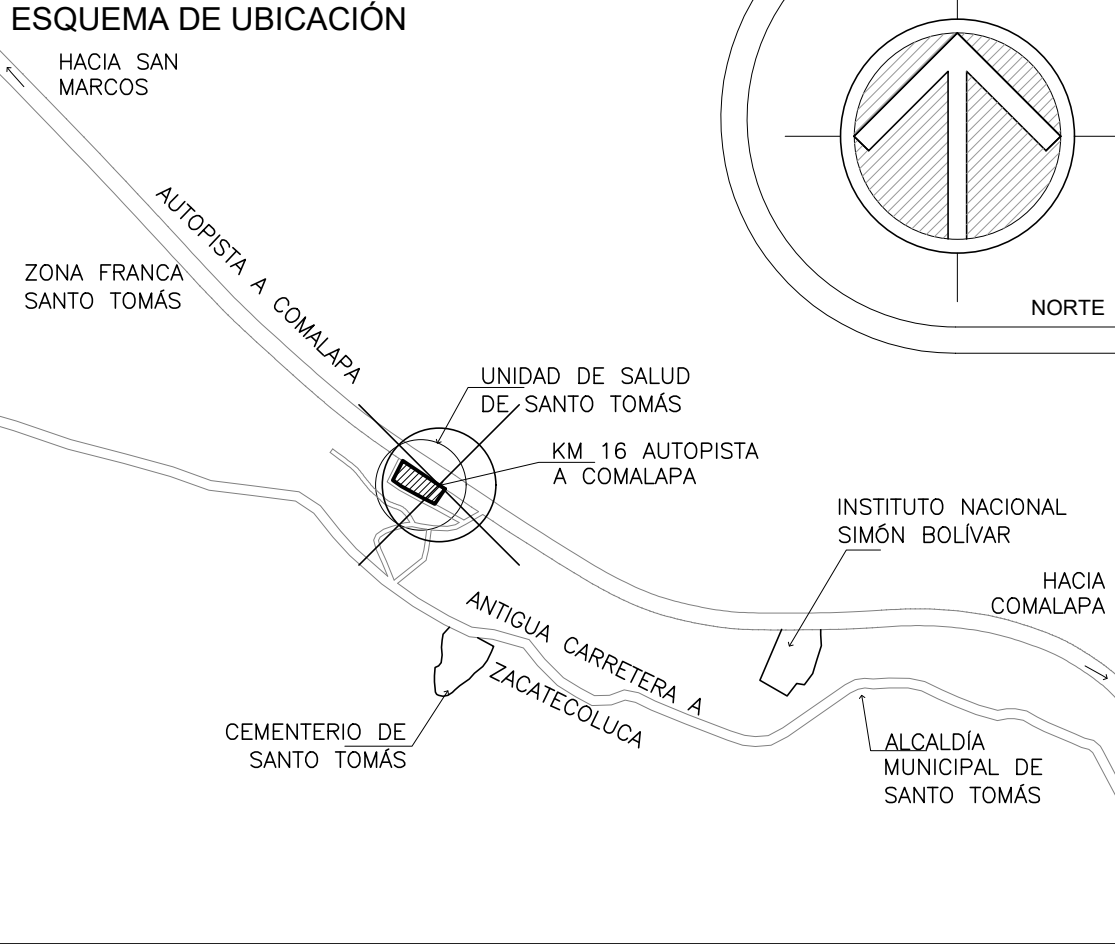 ESQUEMA DE UBICACIÓN
HACIA SAN
MARCOS
AUTOPISTA A COMALAPA
ZONA FRANCA
SANTO TOMÁS
NORTE
UNIDAD DE SALUD
DE SANTO TOMÁS
KM 16 AUTOPISTA
A COMALAPA
INSTITUTO NACIONAL
SIMÓN BOLÍVAR
HACIA
COMALAPA
ANTIGUA CARRETERA A
ZACATECOLUCA
CEMENTERIO DE
SANTO TOMÁS
ALCALDÍA
MUNICIPAL DE
SANTO TOMÁS